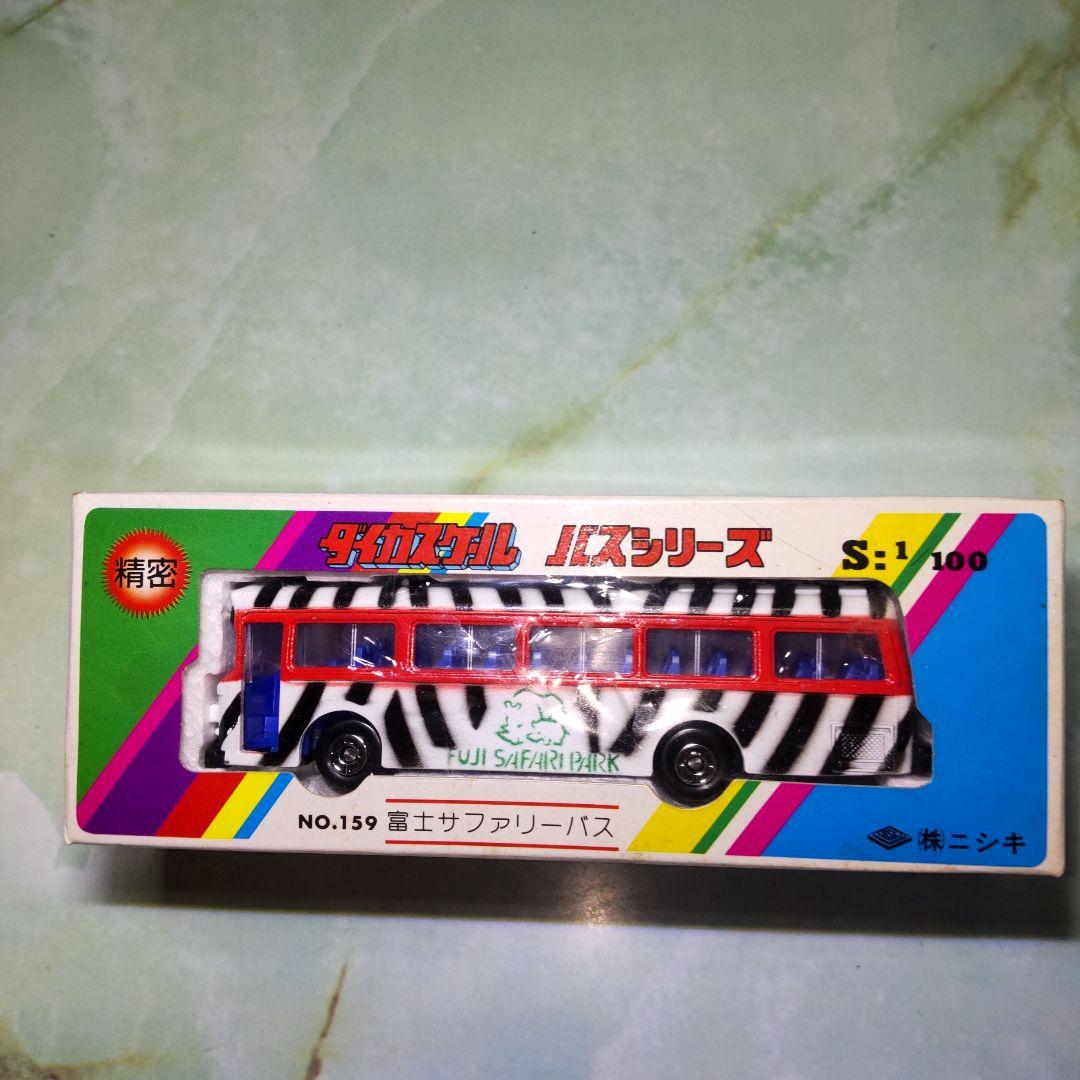 精密
ダイカスケール バスシリーズ
S:1/100
FUJI SAFARI PARK
NO.159 富士サファリーバス
㈱ニシキ